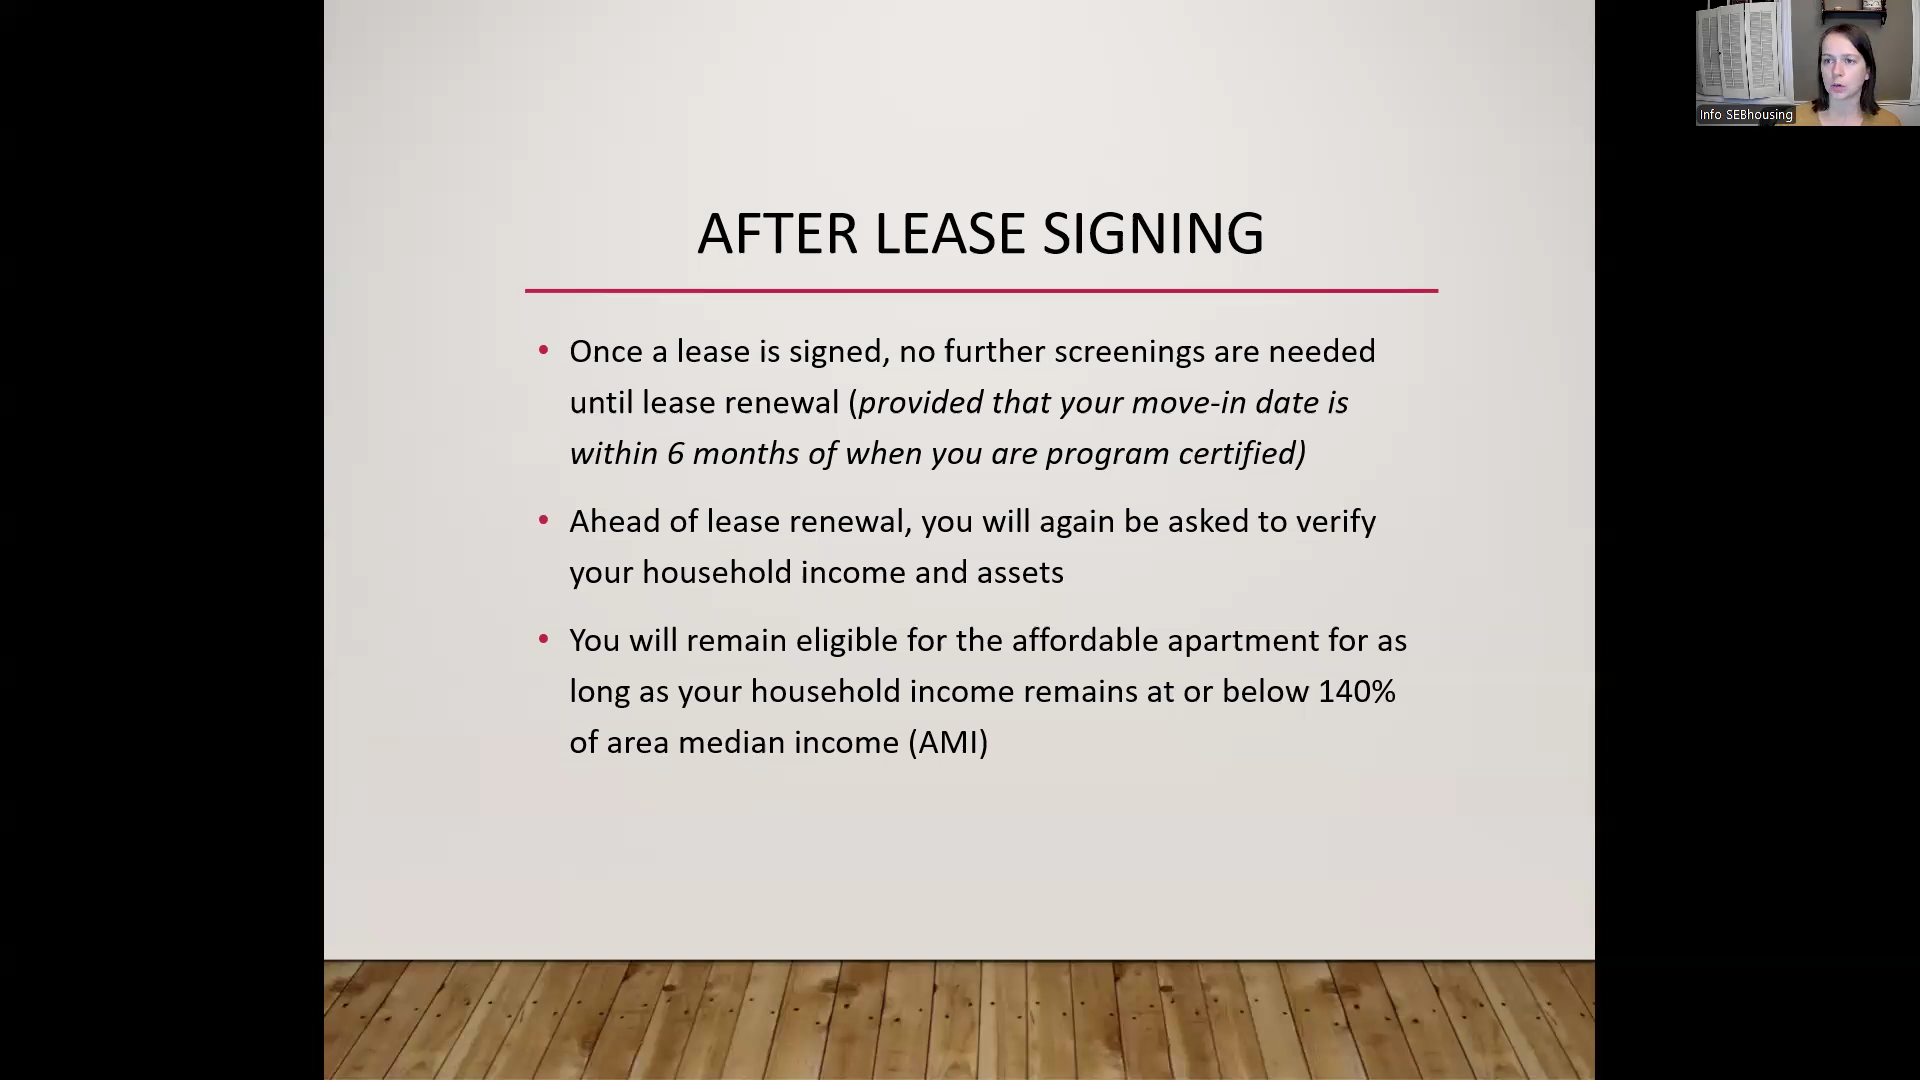 AFTER LEASE SIGNING
• Once a lease is signed, no further screenings are needed
until lease renewal (provided that your move-in date is
within 6 months of when you are program certified)
• Ahead of lease renewal, you will again be asked to verify
your household income and assets
• You will remain eligible for the affordable apartment for as
long as your household income remains at or below 140%
of area median income (AMI)
Info SEBhousing